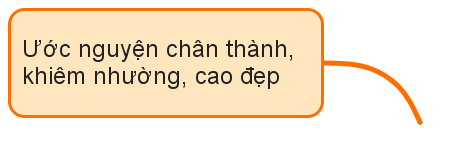 Ước nguyện chân thành,
khiêm nhường, cao đẹp